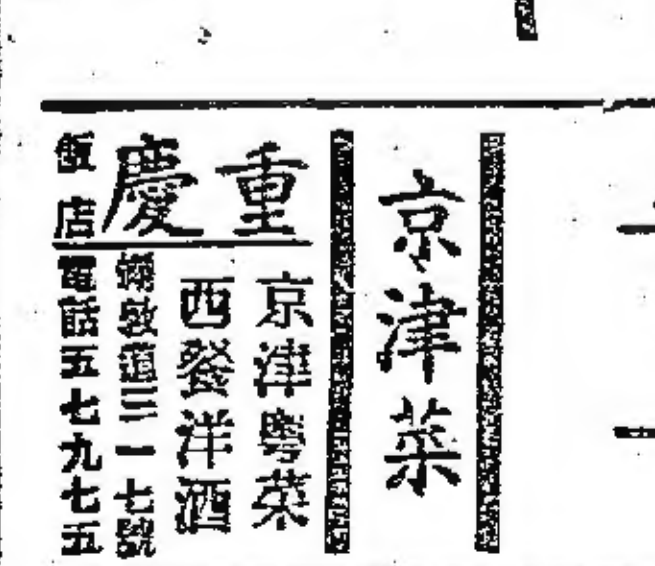 京津菜
重慶
飯店
京津粵菜
西餐洋酒
彌敦道三一七號
電話五七九七五